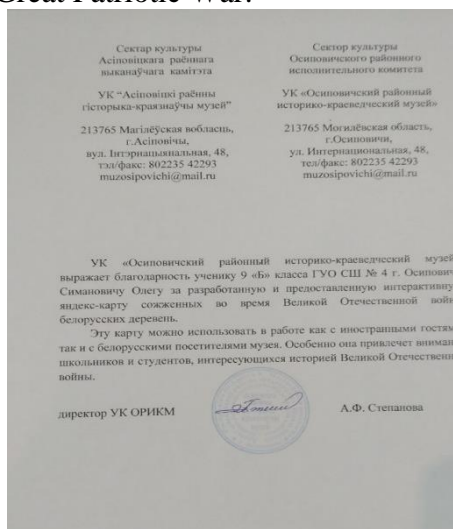 Great Patriotic War.
Сектар культуры
Асіповіцкага раённага
выканаўчага камітэта
УК “Асіповіцкі раённы
гісторыка-краязнаўчы музей”
213765 Магілёўская вобласць,
г.Асіповічы,
вул. Інтэрнацыянальная, 48,
тэл/факс: 802235 42293
muzosipovichi@mail.ru
Сектор культуры
Осиповичского районного
исполнительного комитета
УК «Осиповичский районный
историко-краеведческий музей»
213765 Могилёвская область,
г.Осиповичи,
ул. Интернациональная, 48,
тел/факс: 802235 42293
muzosipovichi@mail.ru
УК «Осиповичский районный историко-краеведческий музей
выражает благодарность ученику 9 «Б» класса ГУО СШ № 4 г. Осипович
Симановичу Олегу за разработанную и предоставленную интерактивну
яндекс-карту сожженных во время Великой Отечественной войн
белорусских деревень.
Эту карту можно использовать в работе как с иностранными гостям
так и с белорусскими посетителями музея. Особенно она привлечет вниман
школьников и студентов, интересующихся историей Великой Отечественн
войны.
директор УК ОРИКМ
А.Ф. Степанова